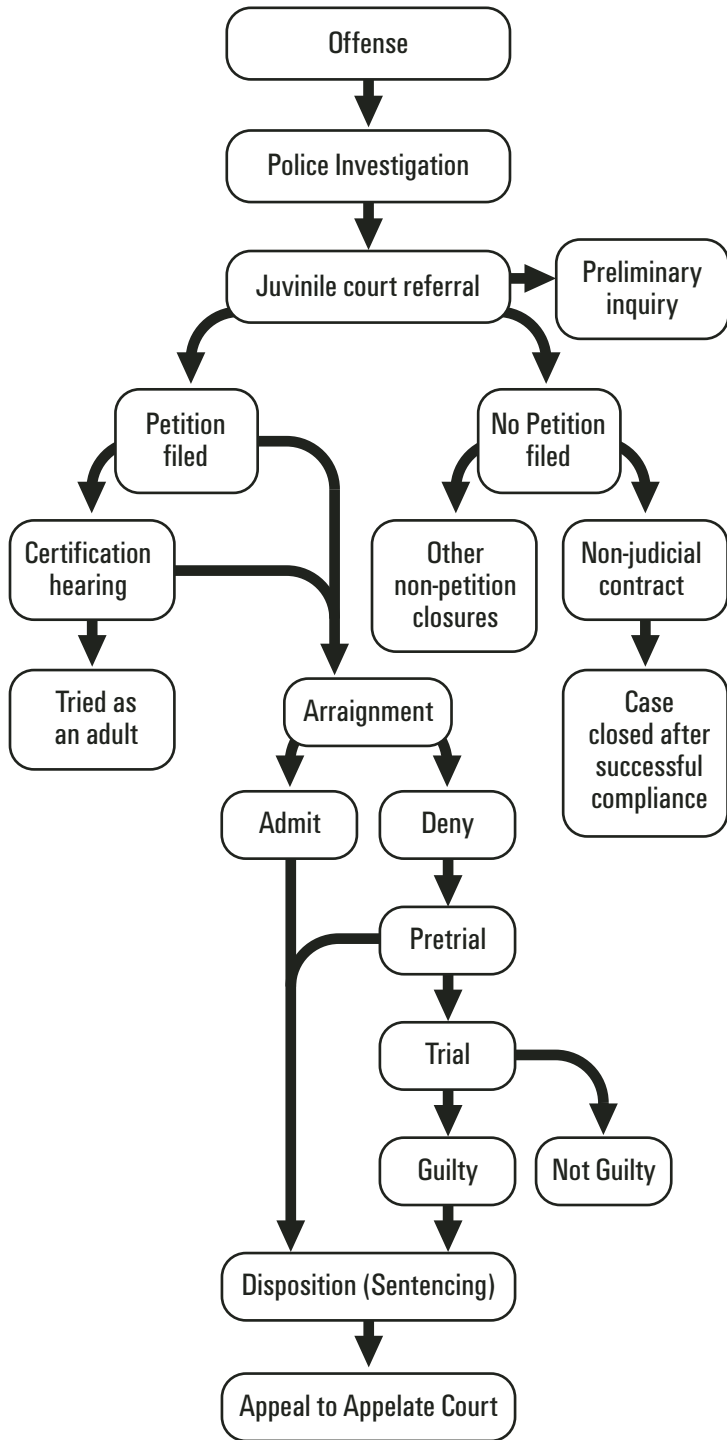 Offense
Police Investigation
Juvenile court referral
Preliminary
inquiry
Petition
filed
No Petition
filed
Certification
hearing
Other
non-petition
closures
Non-judicial
contract
Tried as
an adult
Arraignment
Case
closed after
successful
compliance
Admit
Deny
Pretrial
Trial
Guilty
Not Guilty
Disposition (Sentencing)
Appeal to Appelate Court